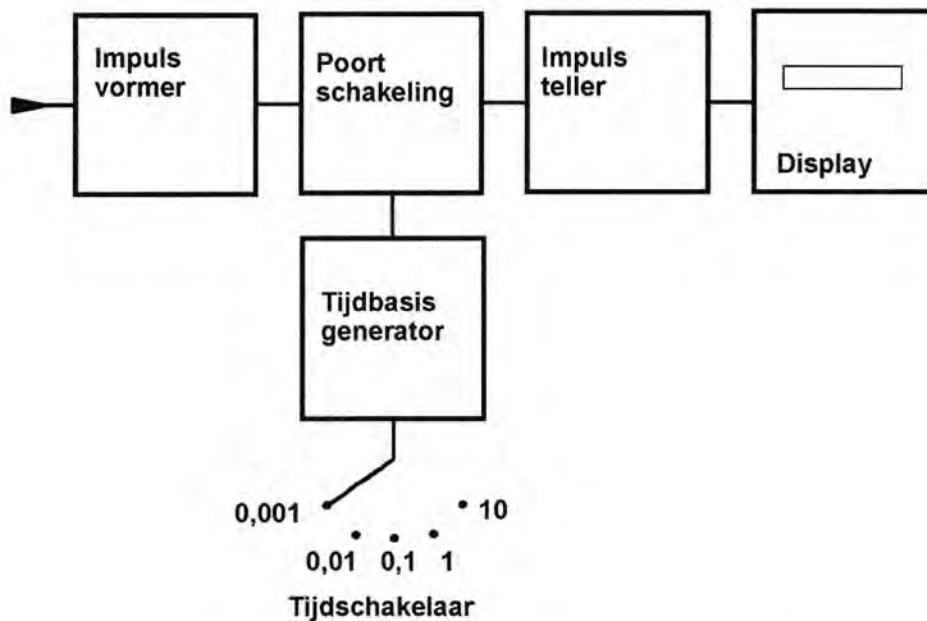 Impuls
vormer
Poort
schakeling
Impuls
teller
Display
Tijdbasis
generator
0,001
0,01
0,1
1
10
Tijdschakelaar